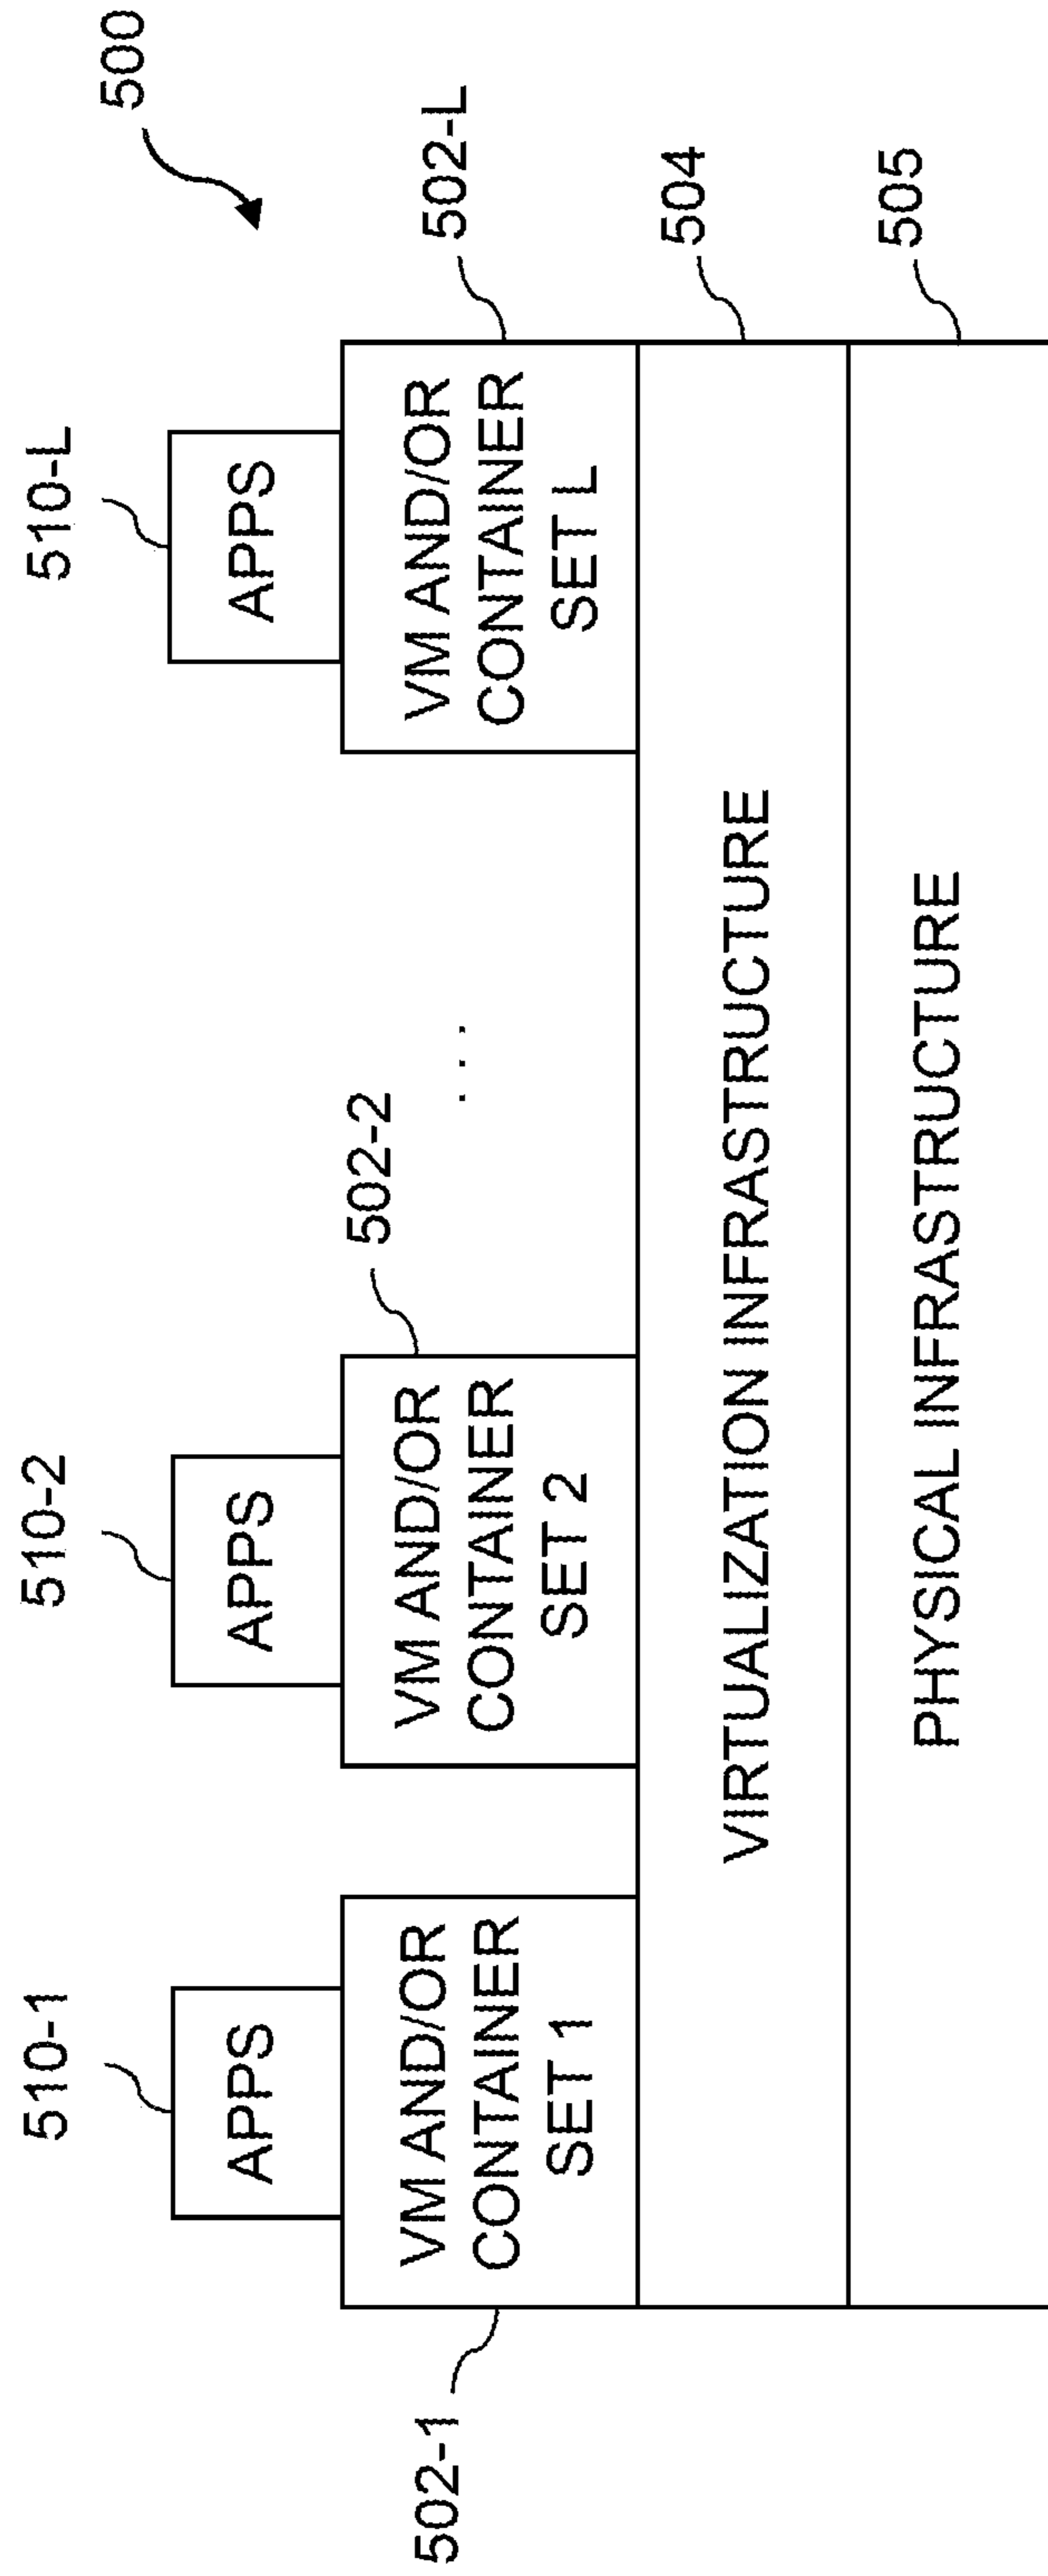 500
510-1
510-2
510-L
APPS
APPS
APPS
502-1
VM AND/OR
CONTAINER
SET 1
VM AND/OR
CONTAINER
SET 2
502-2
. . .
VM AND/OR
CONTAINER
SET L
502-L
VIRTUALIZATION INFRASTRUCTURE
504
PHYSICAL INFRASTRUCTURE
505